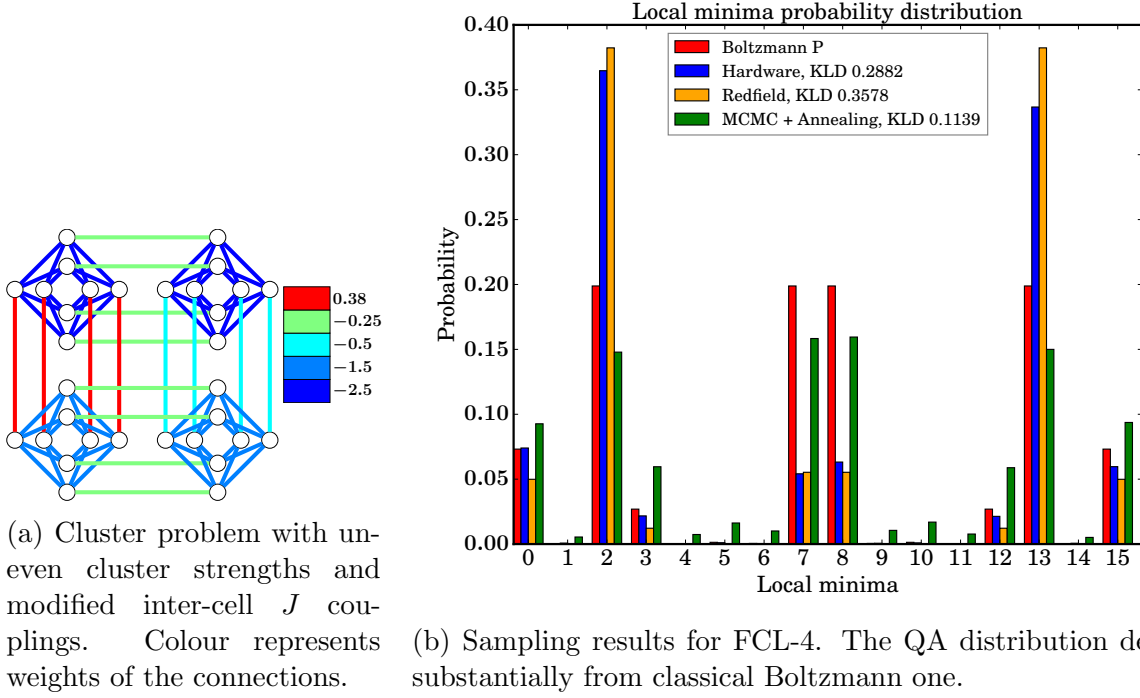 Local minima probability distribution
0.40
0.35
0.30
0.25
0.20
0.15
0.10
0.05
0.00
Probability
Boltzmann P
Hardware, KLD 0.2882
Redfield, KLD 0.3578
MCMC + Annealing, KLD 0.1139
0 1 2 3 4 5 6 7 8 9 10 11 12 13 14 15
Local minima
0.38
−0.25
−0.5
−1.5
−2.5
(a) Cluster problem with un-
even cluster strengths and
modified inter-cell J cou-
plings. Colour represents
weights of the connections.
(b) Sampling results for FCL-4. The QA distribution de
substantially from classical Boltzmann one.